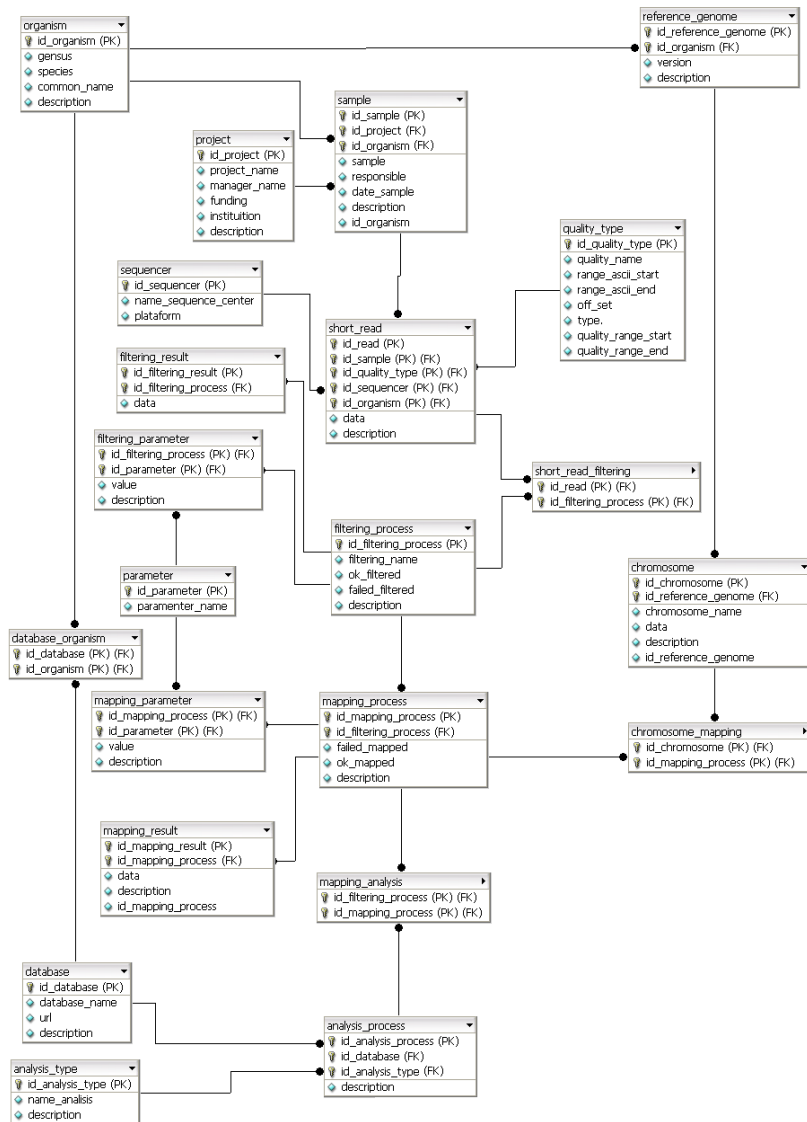 organism
id_organism (PK)
gensus
species
common_name
description
reference_genome
id_reference_genome (PK)
id_organism (FK)
version
description
sample
id_sample (PK)
id_project (FK)
id_organism (FK)
sample
responsible
date_sample
description
id_organism
project
id_project (PK)
project_name
manager_name
funding
instituition
description
quality_type
id_quality_type (PK)
quality_name
range_ascii_start
range_ascii_end
off_set
type.
quality_range_start
quality_range_end
sequencer
id_sequencer (PK)
name_sequence_center
plataform
short_read
id_read (PK)
id_sample (PK) (FK)
id_quality_type (PK) (FK)
id_sequencer (PK) (FK)
id_organism (PK) (FK)
data
description
filtering_result
id_filtering_result (PK)
id_filtering_process (FK)
data
filtering_parameter
id_filtering_process (PK) (FK)
id_parameter (PK) (FK)
value
description
short_read_filtering
id_read (PK) (FK)
id_filtering_process (PK) (FK)
filtering_process
id_filtering_process (PK)
filtering_name
ok_filtered
failed_filtered
description
parameter
id_parameter (PK)
paramenter_name
chromosome
id_chromosome (PK)
id_reference_genome (FK)
chromosome_name
data
description
id_reference_genome
database_organism
id_database (PK) (FK)
id_organism (PK) (FK)
mapping_parameter
id_mapping_process (PK) (FK)
id_parameter (PK) (FK)
value
description
mapping_process
id_mapping_process (PK)
id_filtering_process (FK)
failed_mapped
ok_mapped
description
chromosome_mapping
id_chromosome (PK) (FK)
id_mapping_process (PK) (FK)
mapping_result
id_mapping_result (PK)
id_mapping_process (FK)
data
description
id_mapping_process
mapping_analysis
id_filtering_process (PK) (FK)
id_mapping_process (PK) (FK)
database
id_database (PK)
database_name
url
description
analysis_process
id_analysis_process (PK)
id_database (FK)
id_analysis_type (FK)
description
analysis_type
id_analysis_type (PK)
name_analisis
description